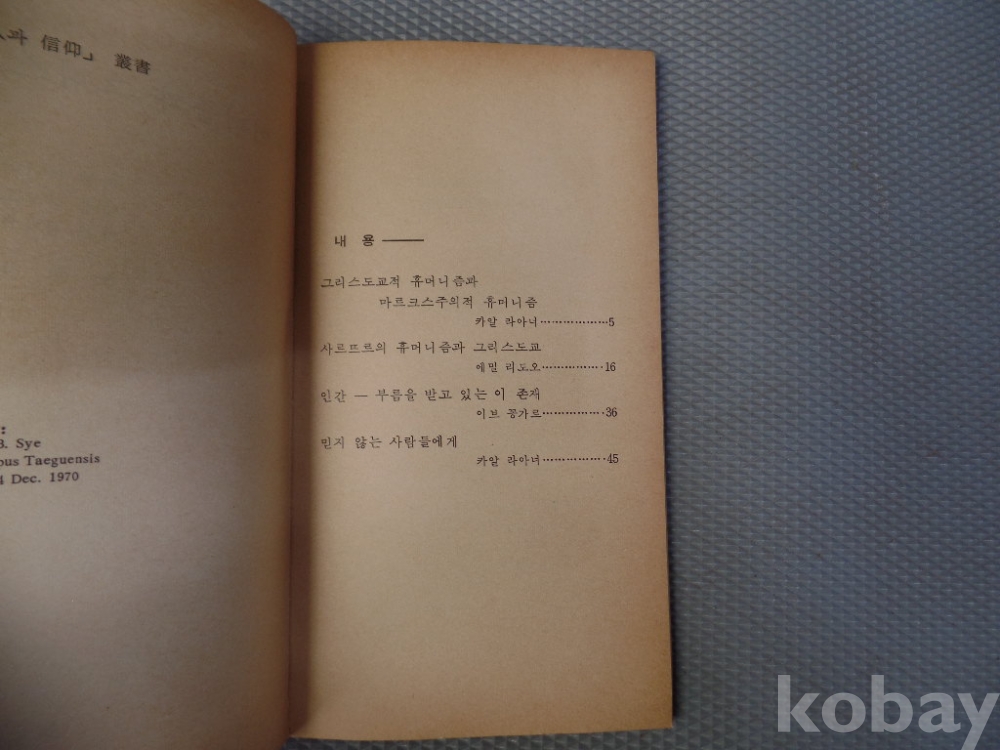 과 信仰」 叢書
:
B. Sye
pus Taeguensis
4 Dec. 1970
내 용
그리스도교적 휴머니즘과
마르크스주의적 휴머니즘
카알 라아너………………5
사르뜨르의 휴머니즘과 그리스도교
에밀 리도오………………16
인간 — 부름을 받고 있는 이 존재
이브 꽁가르………………36
믿지 않는 사람들에게
카알 라아너………………45
kobay